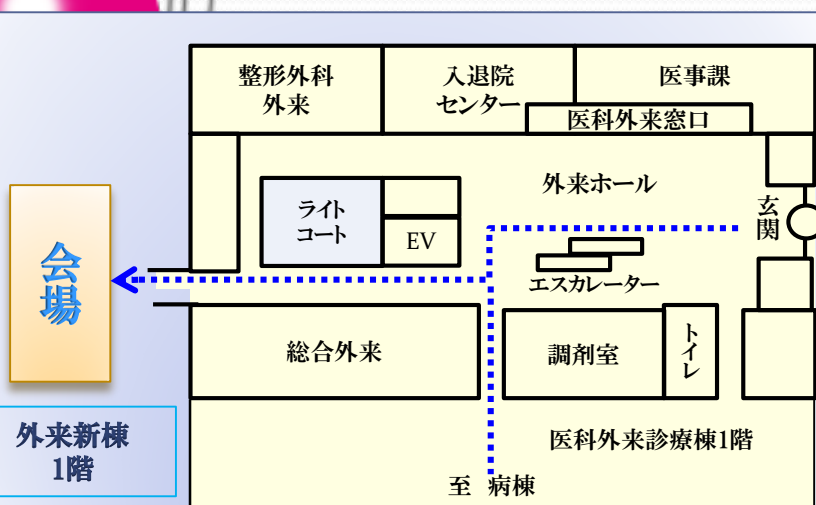 整形外科
外来
入退院
センター
医事課
医科外来窓口
外来ホール
玄関
ライト
コート
EV
エスカレーター
会場
総合外来
調剤室
トイレ
外来新棟
1階
医科外来診療棟1階
至 病棟